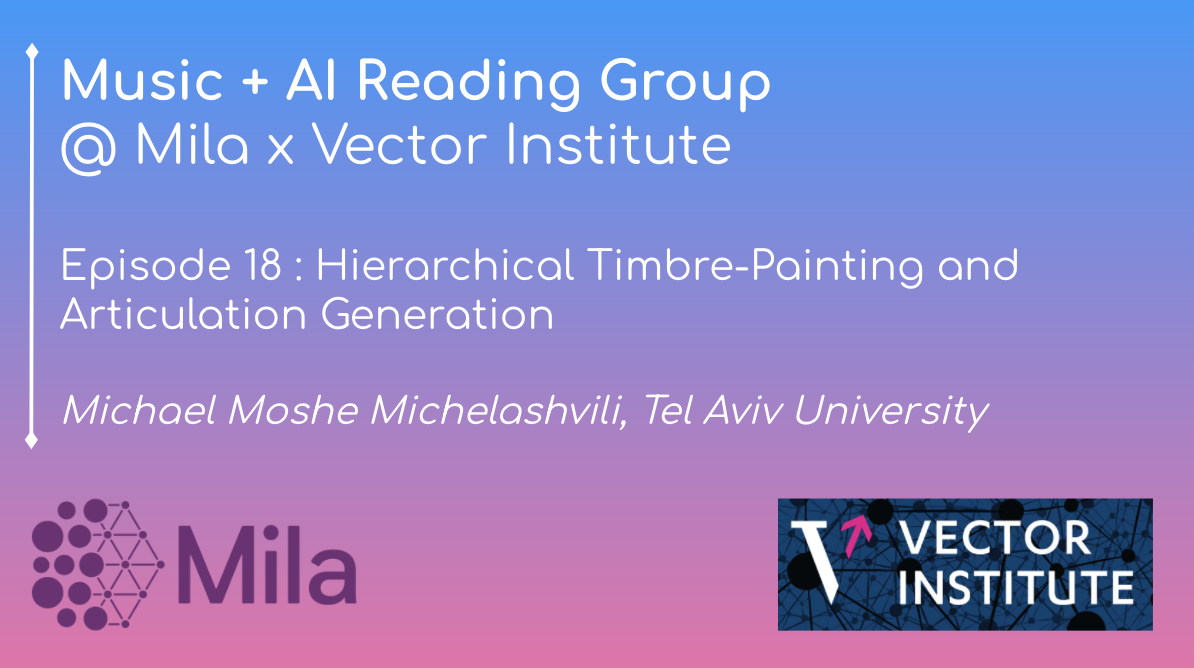 Music + AI Reading Group
@ Mila x Vector Institute
Episode 18 : Hierarchical Timbre-Painting and
Articulation Generation
Michael Moshe Michelashvili, Tel Aviv University
Mila
VECTOR
INSTITUTE